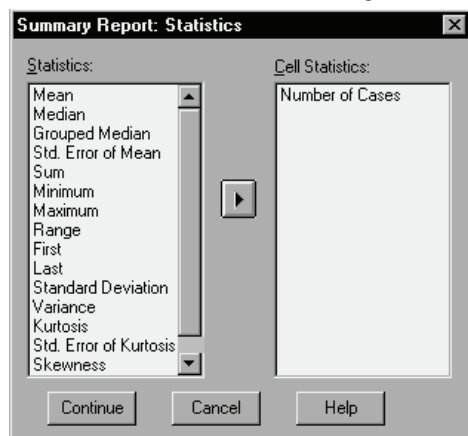 Summary Report: Statistics
Statistics:
Mean
Median
Grouped Median
Std. Error of Mean
Sum
Minimum
Maximum
Range
First
Last
Standard Deviation
Variance
Kurtosis
Std. Error of Kurtosis
Skewness
Cell Statistics:
Number of Cases
Continue
Cancel
Help